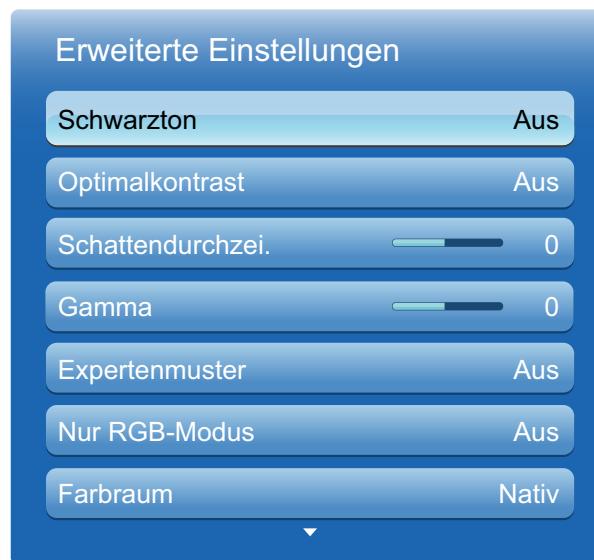 Erweiterte Einstellungen
Schwarzton Aus
Optimalkontrast Aus
Schattendurchzei. 0
Gamma 0
Expertenmuster Aus
Nur RGB-Modus Aus
Farbraum Nativ